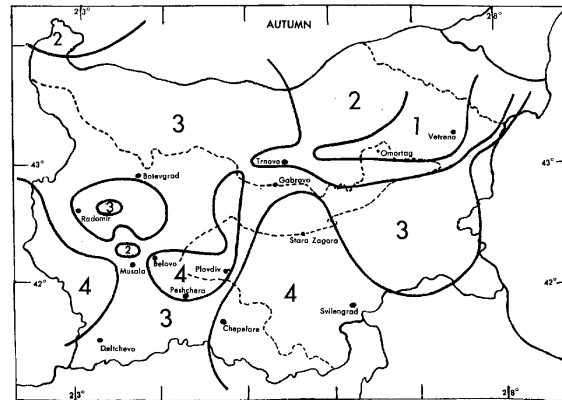 23°
AUTUMN
28°
2
2
3
1
Vetreno
Omortag
Trnovo
43
43
Botevgrad
Gabrovo
3
Radomir
3
Stara Zagora
2
Belovo
Musala
4
Plovdiv
4
42
42
Peshchera
4
Svilengrad
3
Chepelare
Deltchevo
23°
28°